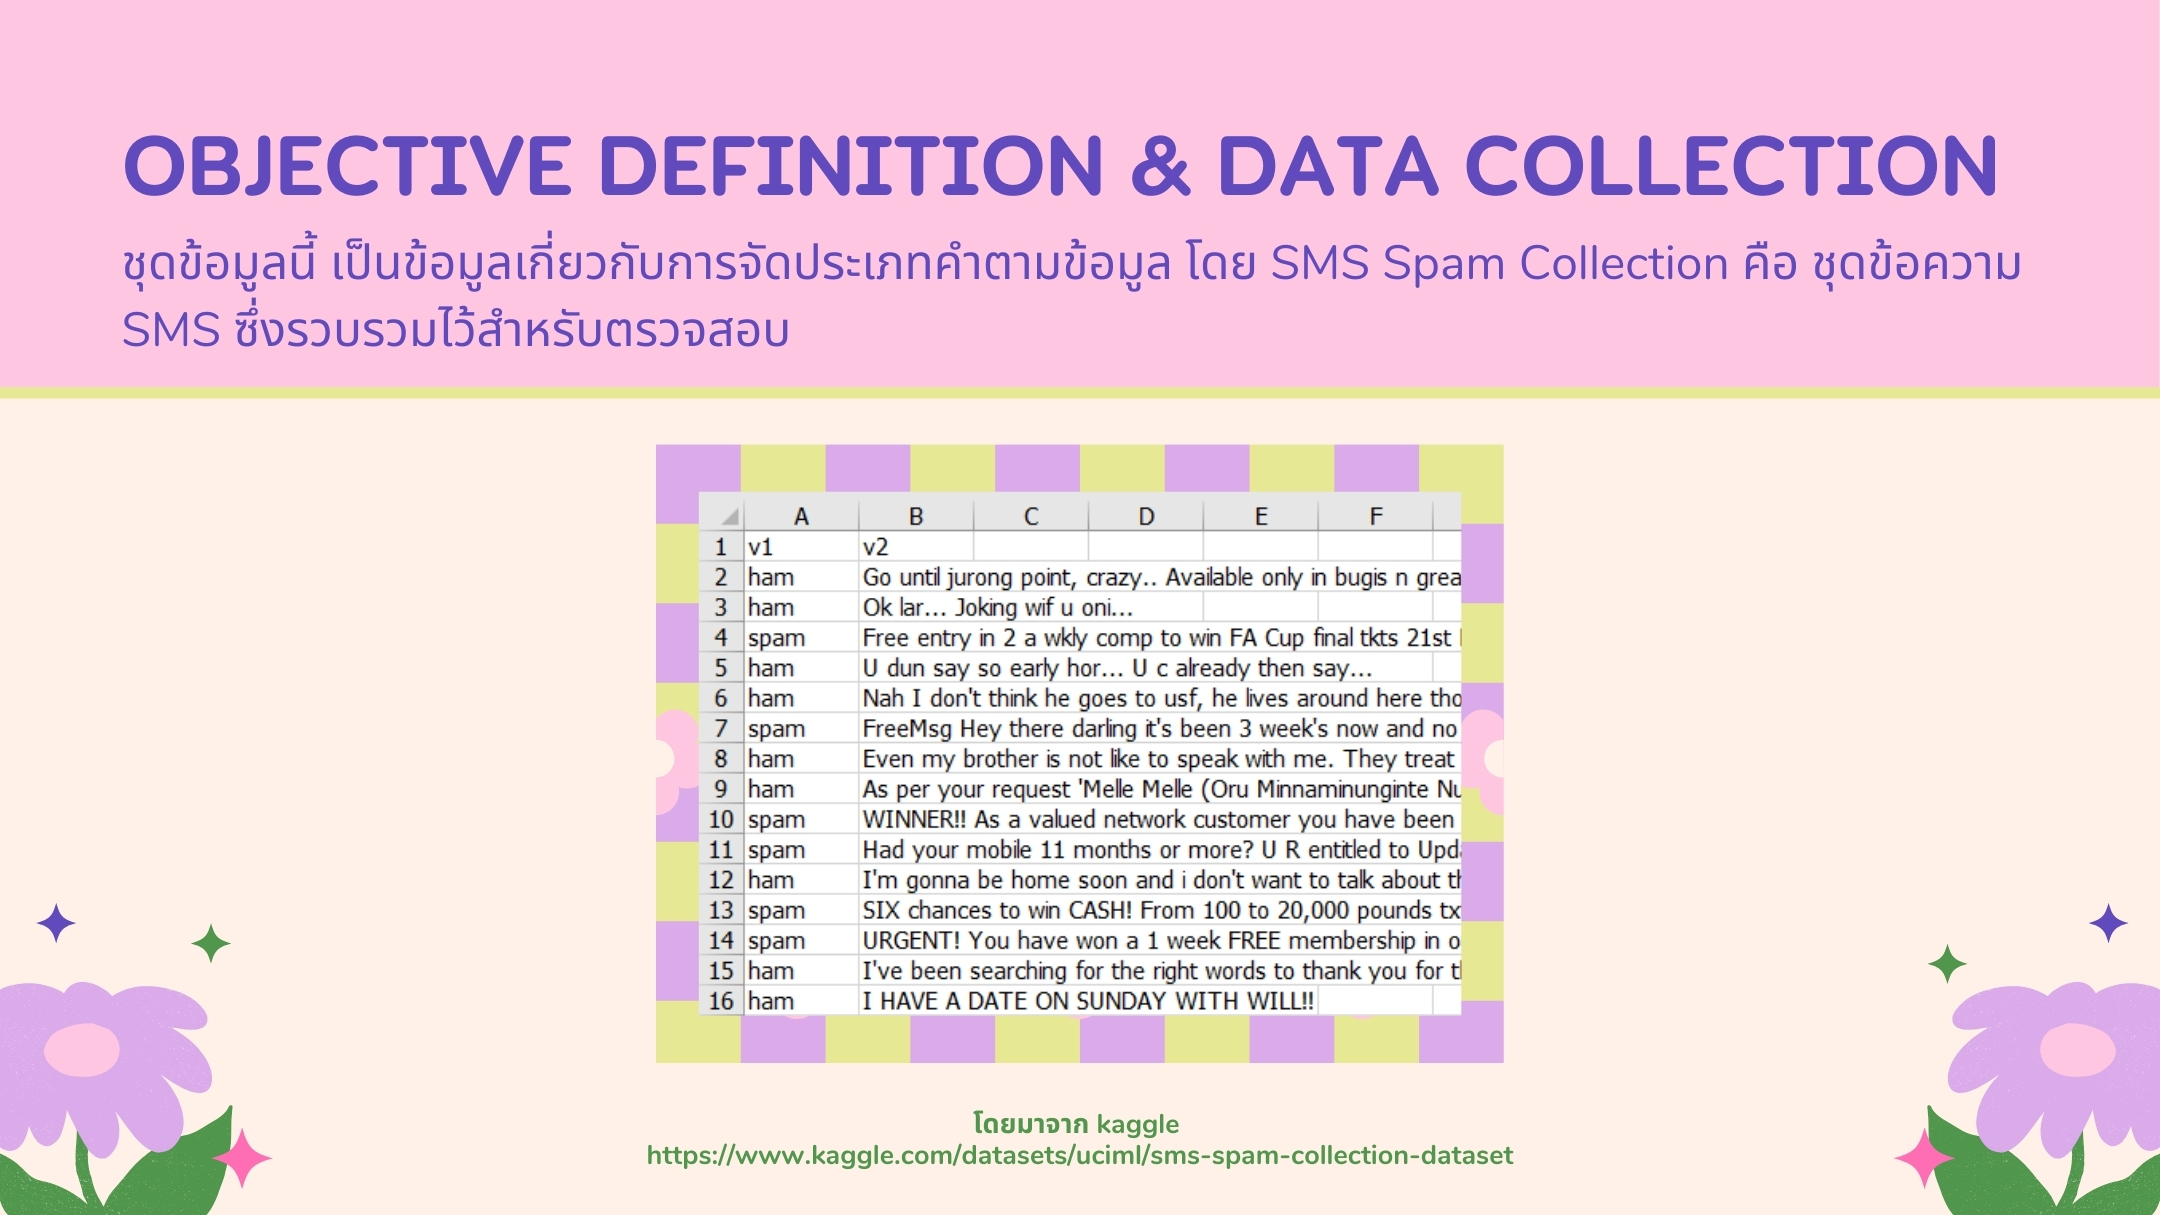 OBJECTIVE DEFINITION & DATA COLLECTION
ชุดข้อมูลนี้ เป็นข้อมูลเกี่ยวกับการจัดประเภทคำตามข้อมูล โดย SMS Spam Collection คือ ชุดข้อความ
SMS ซึ่งรวบรวมไว้สำหรับตรวจสอบ
A B C D E F
1 v1 v2
2 ham Go until jurong point, crazy.. Available only in bugis n grea
3 ham Ok lar... Joking wif u oni...
4 spam Free entry in 2 a wkly comp to win FA Cup final tkts 21st
5 ham U dun say so early hor... U c already then say...
6 ham Nah I don't think he goes to usf, he lives around here tho
7 spam FreeMsg Hey there darling it's been 3 week's now and no
8 ham Even my brother is not like to speak with me. They treat
9 ham As per your request 'Melle Melle (Oru Minnaminunginte Nu
10 spam WINNER!! As a valued network customer you have been
11 spam Had your mobile 11 months or more? U R entitled to Upd
12 ham I'm gonna be home soon and i don't want to talk about th
13 spam SIX chances to win CASH! From 100 to 20,000 pounds tx
14 spam URGENT! You have won a 1 week FREE membership in o
15 ham I've been searching for the right words to thank you for t
16 ham I HAVE A DATE ON SUNDAY WITH WILL!!
โดยมาจาก kaggle
https://www.kaggle.com/datasets/uciml/sms-spam-collection-dataset